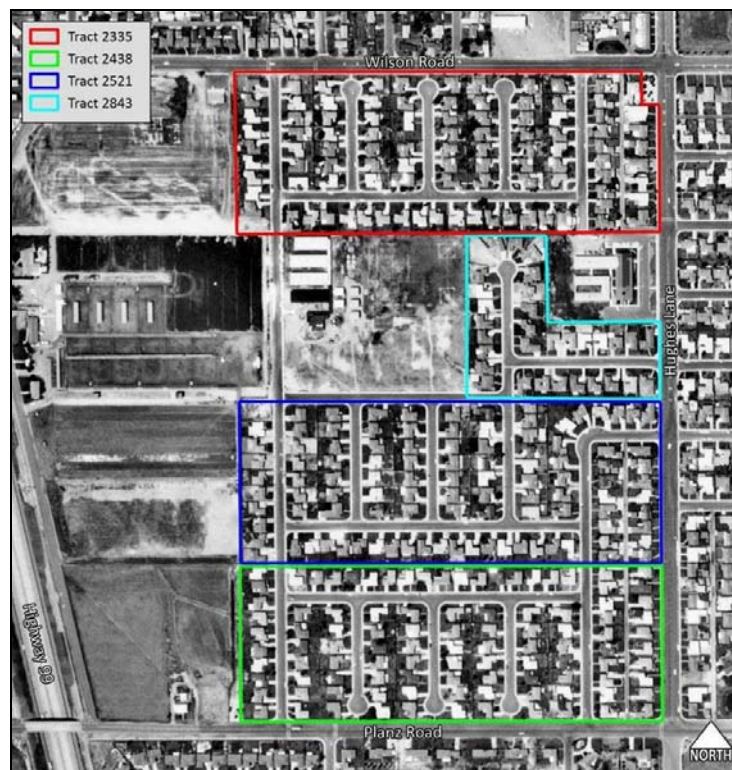 Tract 2335
Tract 2438
Tract 2521
Tract 2843
Wilson Road
Hughes Lane
Highway 99
Planz Road
NORTH